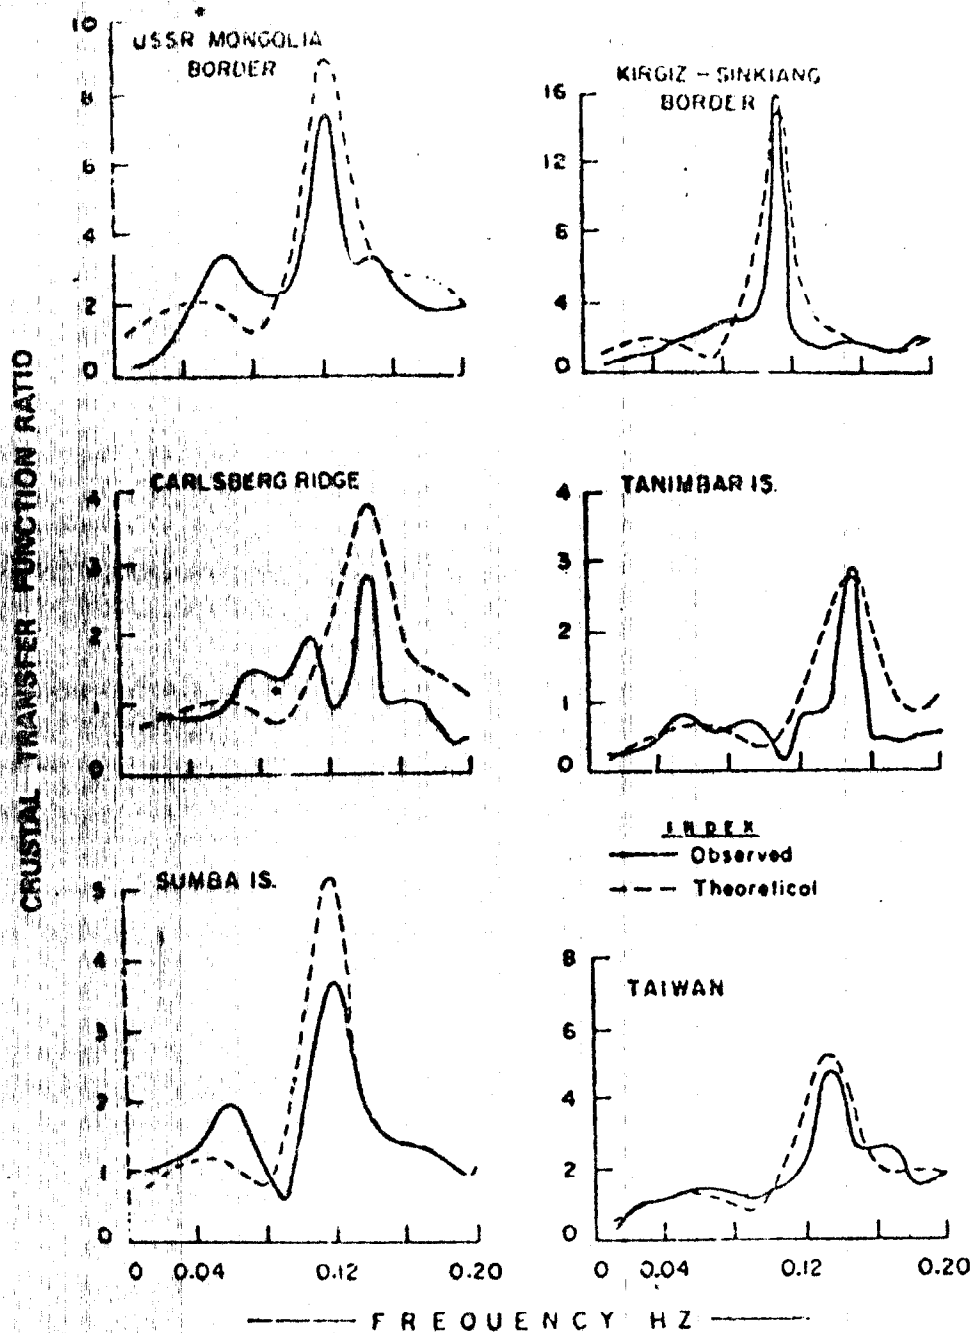 CRUSTAL TRANSFER FUNCTION RATIO
USSR MONGOLIA
BORDER
10
8
6
4
2
0
KIRGIZ - SINKIANG
BORDER
16
12
8
4
0
CARLSBERG RIDGE
4
3
2
1
0
TANIMBAR IS.
4
3
2
1
0
INDEX
Observed
Theoretical
SUMBA IS.
5
4
3
2
1
0
0 0.04 0.12 0.20
TAIWAN
8
6
4
2
0
0 0.04 0.12 0.20
FREQUENCY HZ